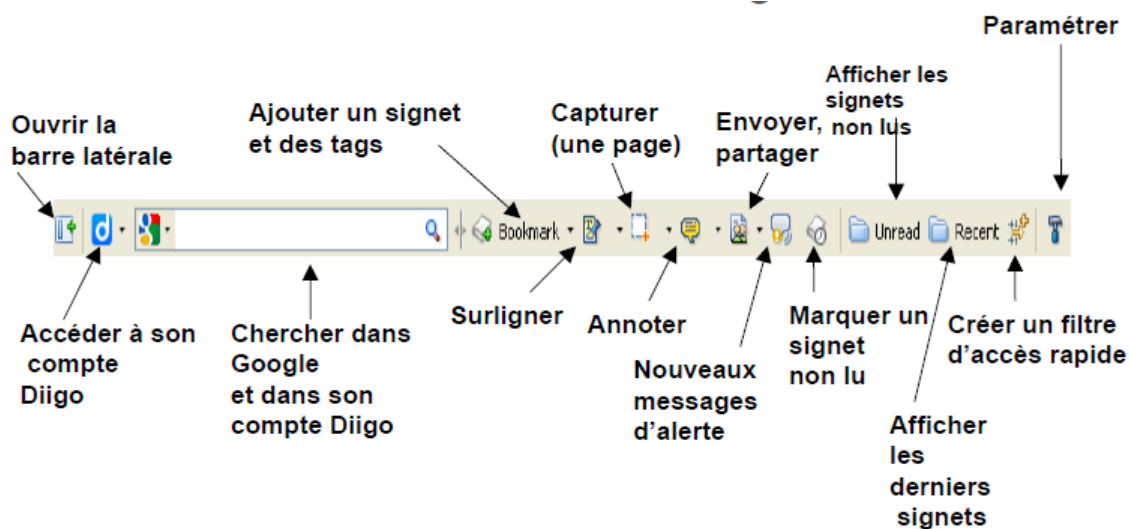 Paramétrer
Afficher les
signets
non lus
Ajouter un signet
et des tags
Capturer
(une page)
Envoyer,
partager
Ouvrir la
barre latérale
d
Bookmark
Unread
Recent
Accéder à son
compte
Diigo
Chercher dans
Google
et dans son
compte Diigo
Surligner
Annoter
Nouveaux
messages
d'alerte
Marquer un
signet
non lu
Créer un filtre
d'accès rapide
Afficher
les
derniers
signets